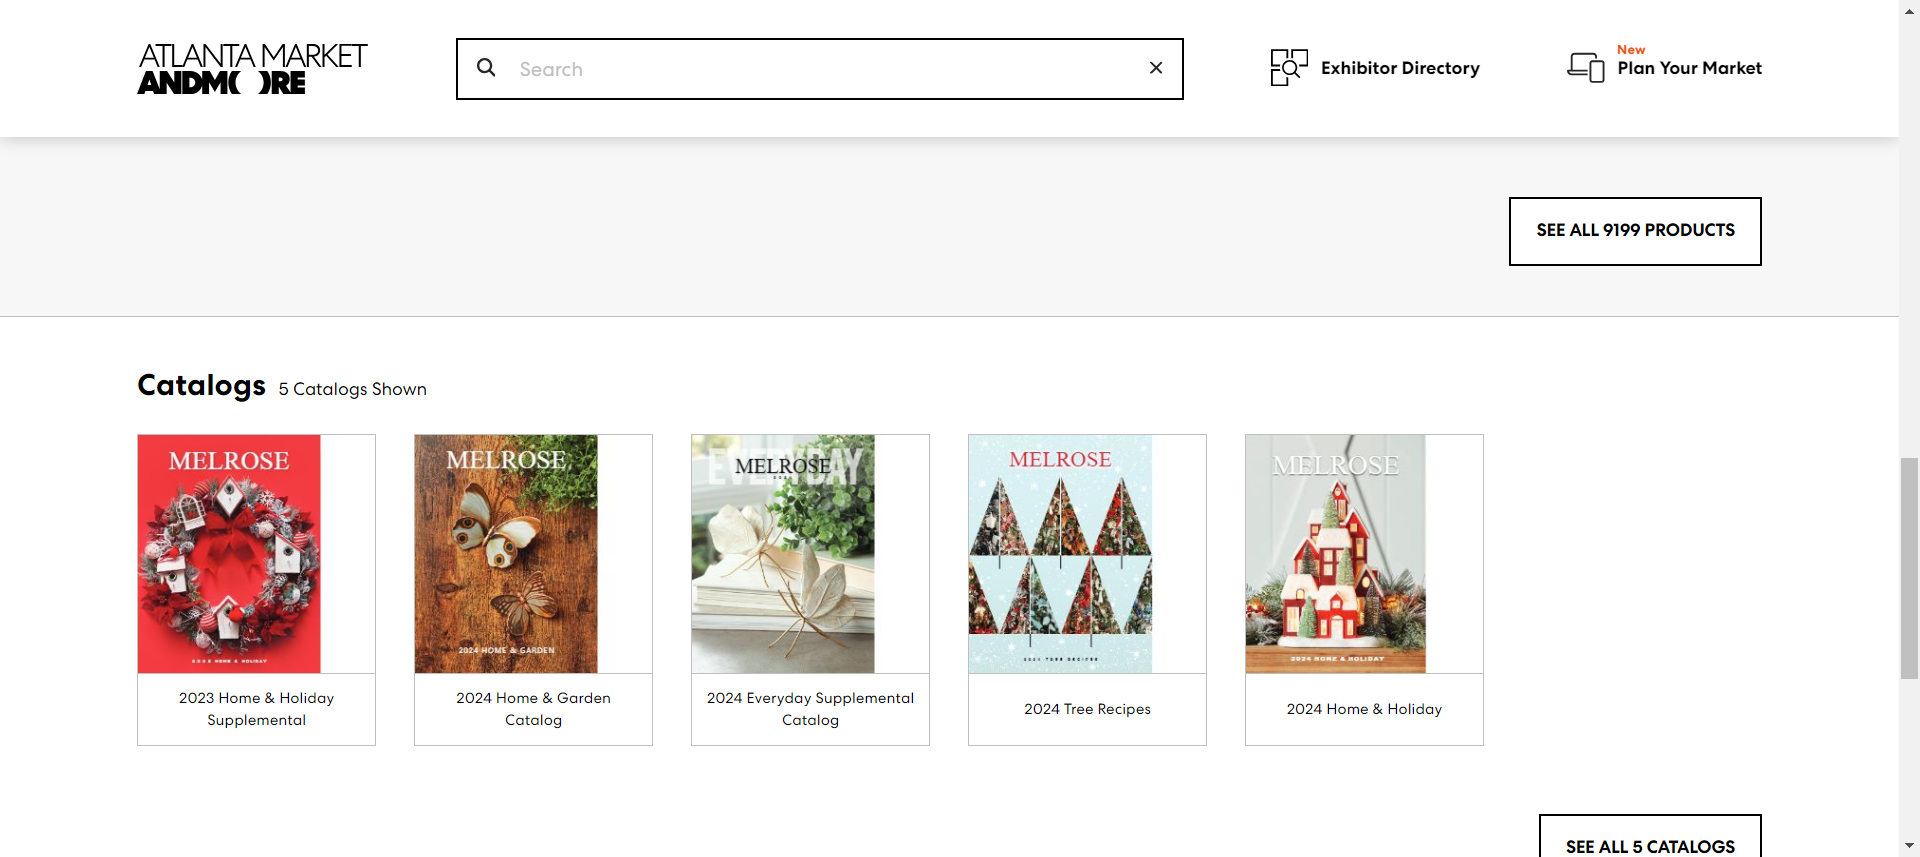 ATLANTA MARKET
ANDMORE
Search
Exhibitor Directory
New
Plan Your Market
SEE ALL 9199 PRODUCTS
Catalogs 5 Catalogs Shown
MELROSE
2023 HOME & HOLIDAY
2023 Home & Holiday
Supplemental
MELROSE
2024 HOME & GARDEN
2024 Home & Garden
Catalog
EVERYDAY
MELROSE
2024 Everyday Supplemental
Catalog
MELROSE
2024 TREE RECIPES
2024 Tree Recipes
MELROSE
2024 HOME & HOLIDAY
2024 Home & Holiday
SEE ALL 5 CATALOGS